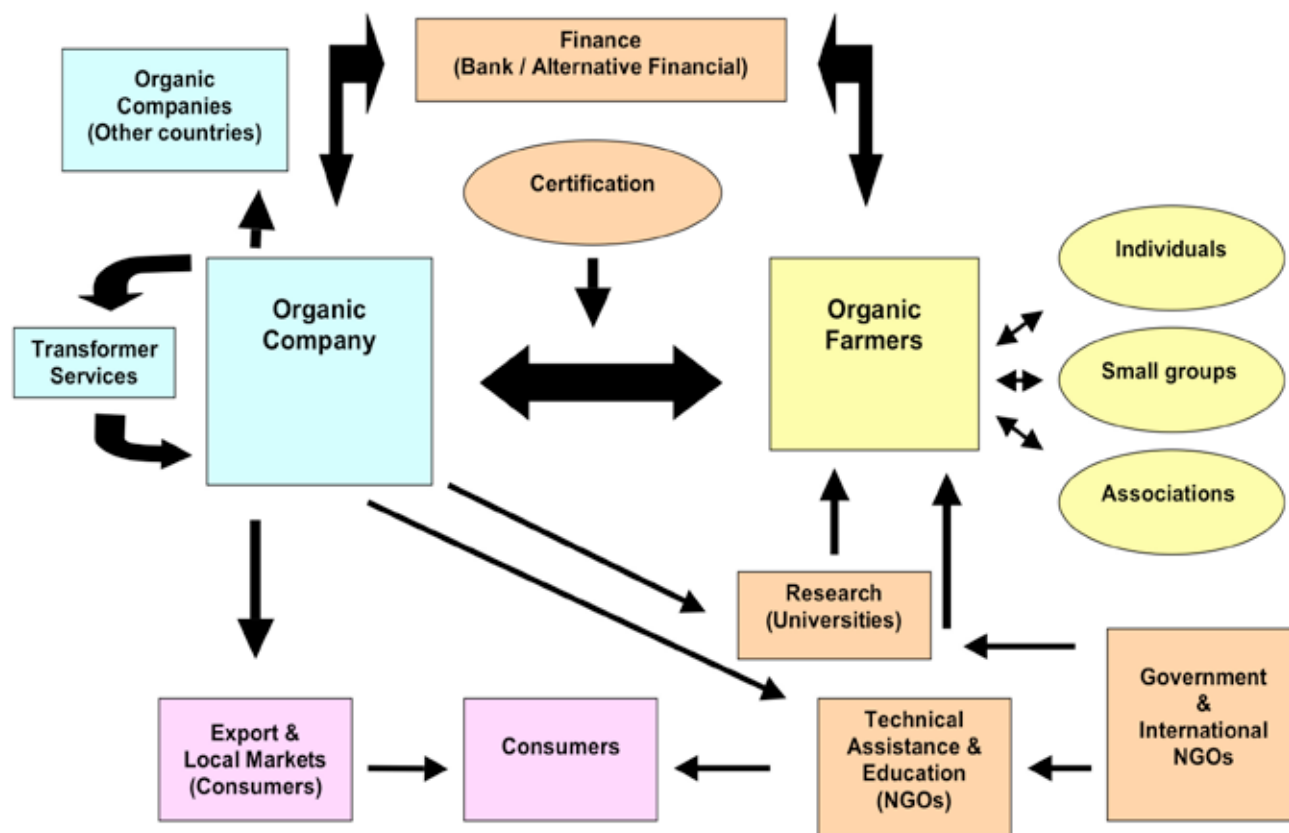 Finance
(Bank / Alternative Financial)
Organic
Companies
(Other countries)
Certification
Individuals
Organic
Company
Organic
Farmers
Transformer
Services
Small groups
Associations
Research
(Universities)
Export &
Local Markets
(Consumers)
Consumers
Technical
Assistance &
Education
(NGOs)
Government
&
International
NGOs